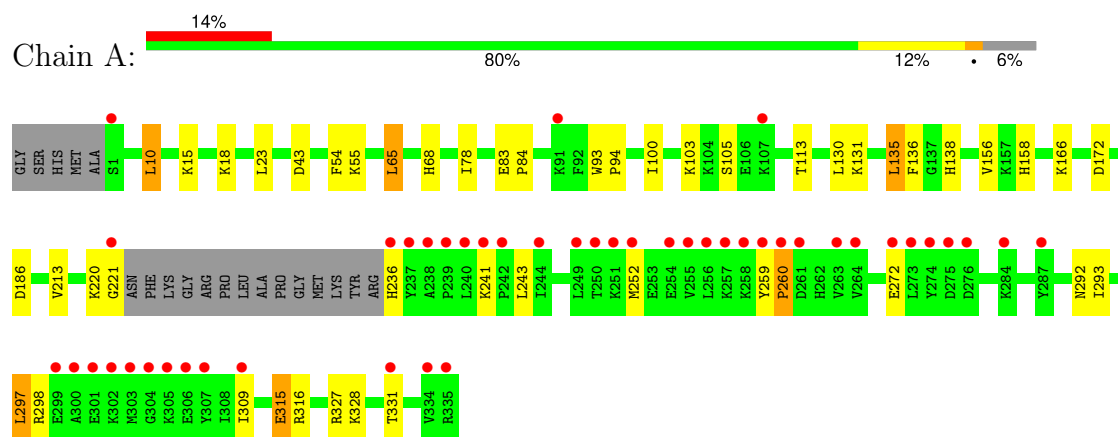 14%
Chain A:
80% 12% • 6%
GLY SER HIS MET ALA S1 L10 K15 K18 L23 D43 F54 K55 L65 H68 I78 E83 P84 K91 F92 W93 P94 I100 K103 K104 S105 E106 K107 T113 L130 K131 L135 F136 G137 H138 V156 K157 H158 K166 D172
D186 V213 K220 G221 ASN PHE LYS GLY ARG PRO LEU ALA PRO GLY MET LYS TYR ARG H236 Y237 A238 P239 L240 K241 P242 L243 I244 L249 T250 K251 M252 E253 E254 V255 L256 K257 K258 Y259 P260 D261 H262 V263 V264 E272 L273 Y274 D275 D276 K284 Y287 N292 I293
L297 R298 E299 A300 E301 K302 M303 G304 K305 E306 Y307 I308 I309 E315 R316 R327 K328 T331 V334 R335